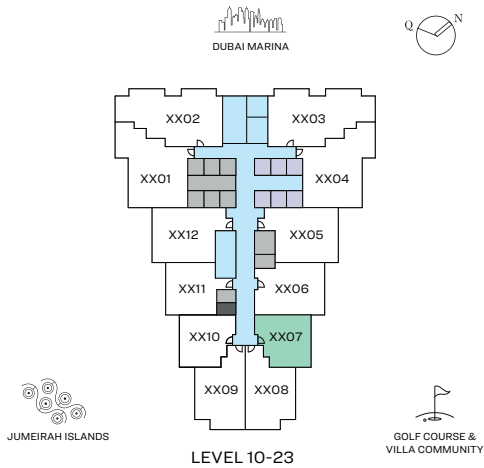 Q N
DUBAI MARINA
XX02 XX03
XX01 XX04
XX12 XX05
XX11 XX06
XX10 XX07
XX09 XX08
JUMEIRAH ISLANDS
GOLF COURSE &
VILLA COMMUNITY
LEVEL 10-23